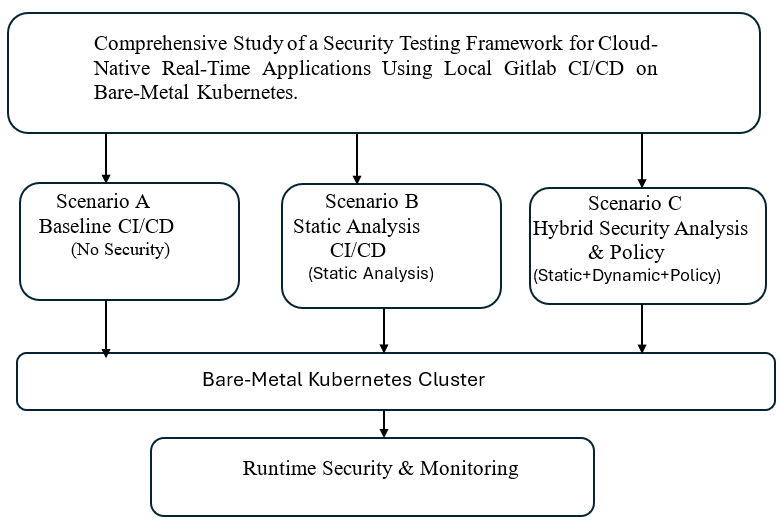 Comprehensive Study of a Security Testing Framework for Cloud-
Native Real-Time Applications Using Local Gitlab CI/CD on
Bare-Metal Kubernetes.
Scenario A
Baseline CI/CD
(No Security)
Scenario B
Static Analysis
CI/CD
(Static Analysis)
Scenario C
Hybrid Security Analysis
& Policy
(Static+Dynamic+Policy)
Bare-Metal Kubernetes Cluster
Runtime Security & Monitoring